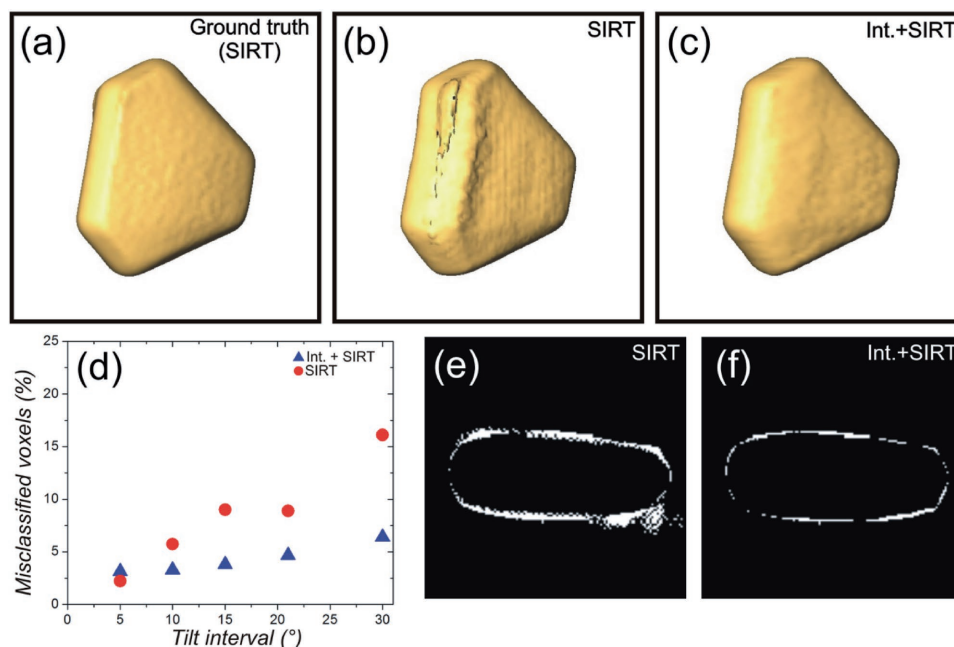 (a)
Ground truth
(SIRT)
(b)
SIRT
(c)
Int.+SIRT
(d)
Int. + SIRT
SIRT
Misclassified voxels (%)
25
20
15
10
5
0
0 5 10 15 20 25 30
Tilt interval (°)
(e)
SIRT
(f)
Int.+SIRT